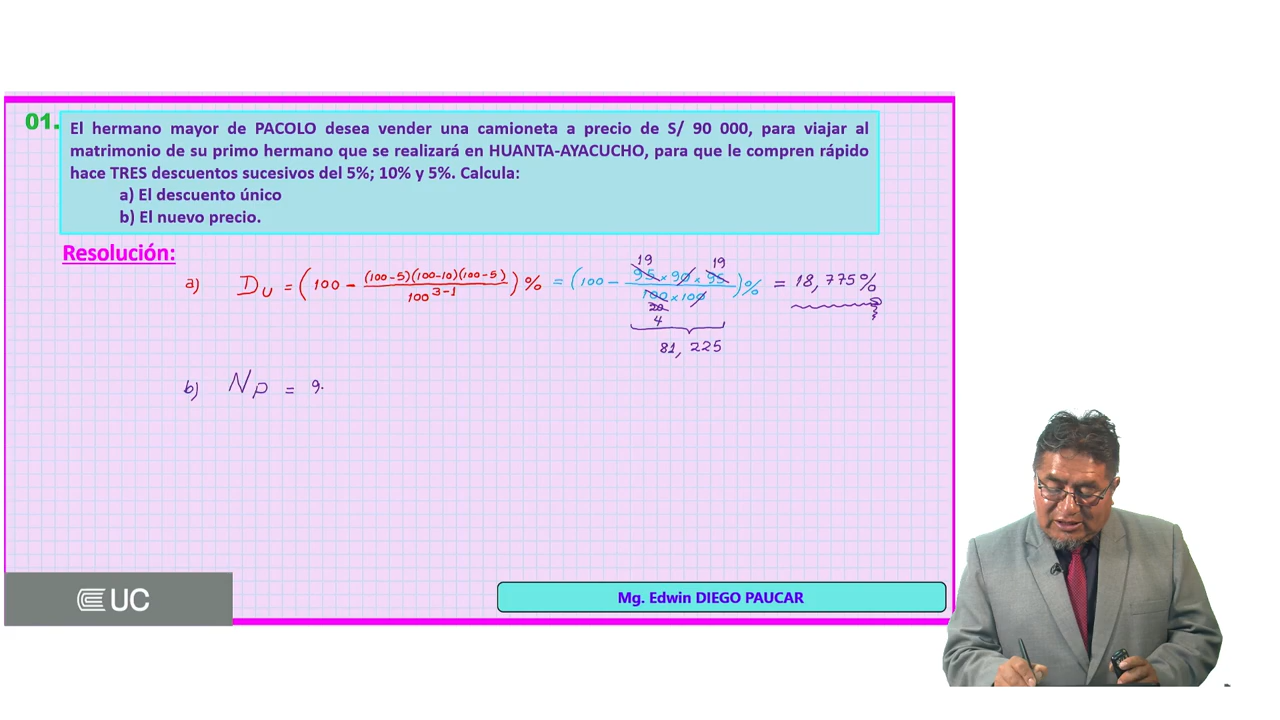 01.
El hermano mayor de PACOLO desea vender una camioneta a precio de S/ 90 000, para viajar al
matrimonio de su primo hermano que se realizará en HUANTA-AYACUCHO, para que le compren rápido
hace TRES descuentos sucesivos del 5%; 10% y 5%. Calcula:
a) El descuento único
b) El nuevo precio.
Resolución:
a) Du = (100 - (100-5)(100-10)(100-5) / 100^3-1) % = (100 - 95 × 90 × 95 / 100 × 100) % = 18,775%
19 19
20
4
81,225
b) Np = 9
UC
Mg. Edwin DIEGO PAUCAR